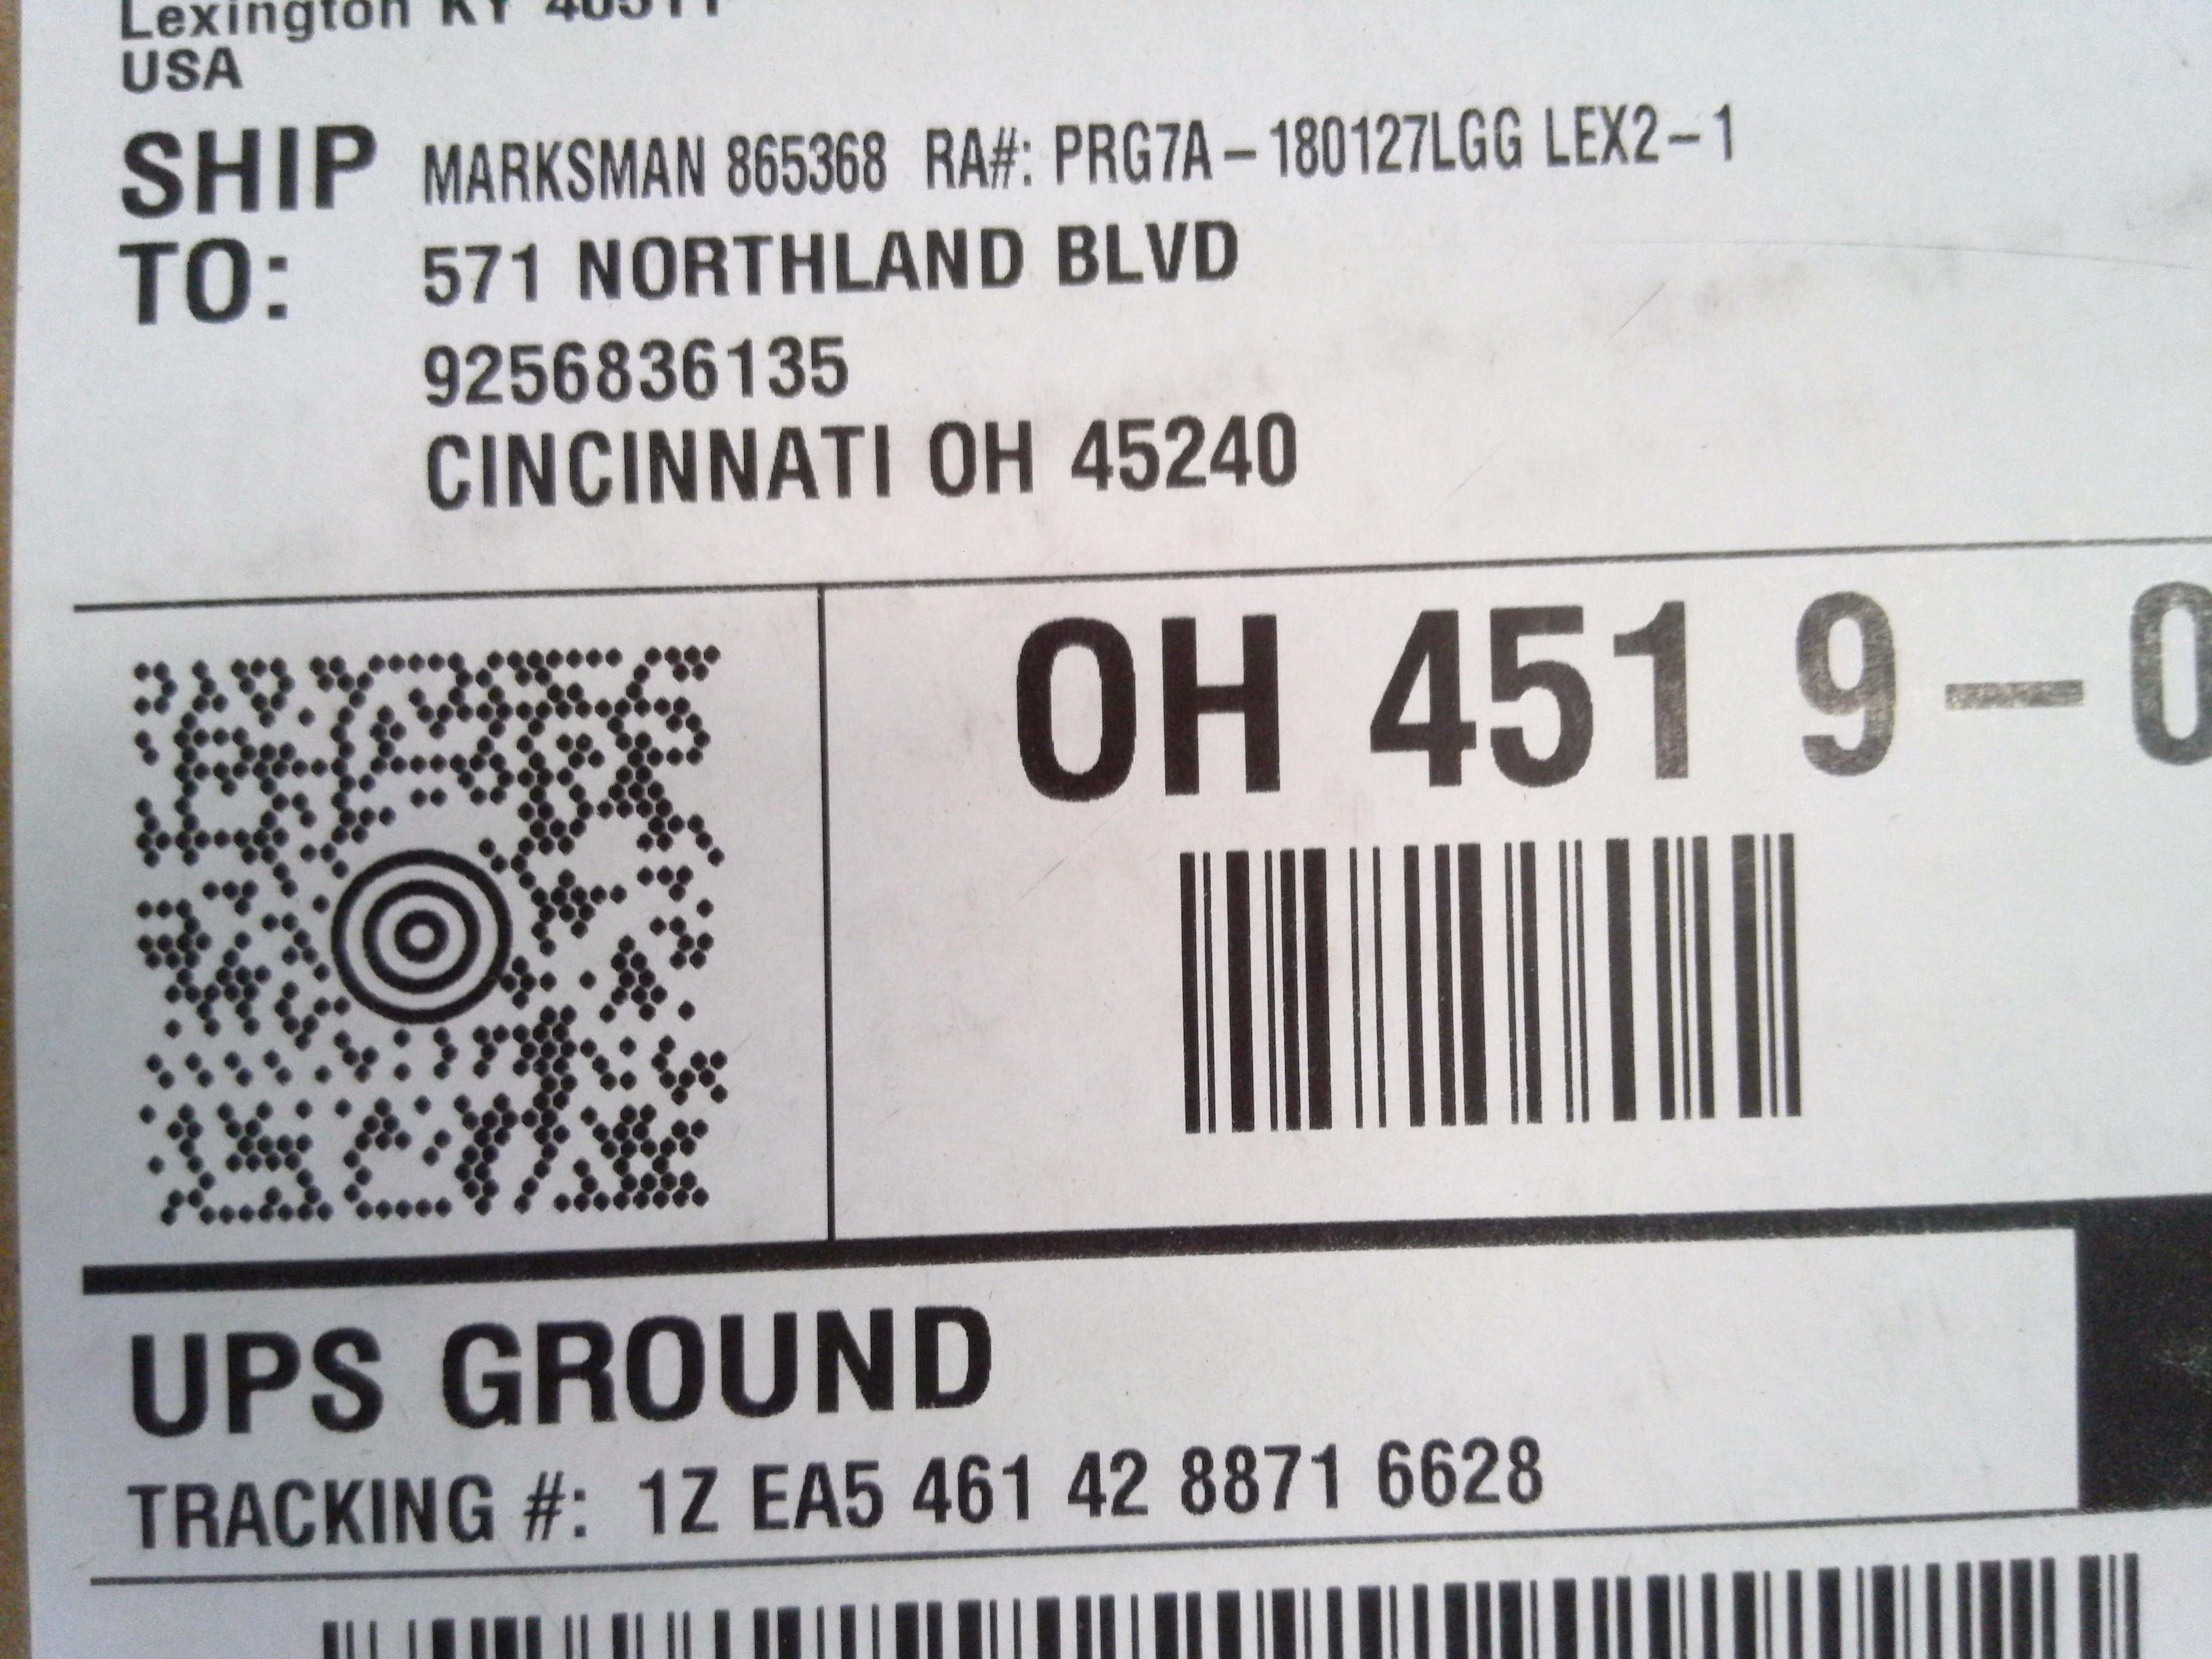 Lexington KY 40511
USA
SHIP TO: MARKSMAN 865368 RA#: PRG7A-180127LGG LEX2-1
571 NORTHLAND BLVD
9256836135
CINCINNATI OH 45240
OH 451 9-0
UPS GROUND
TRACKING #: 1Z EA5 461 42 8871 6628